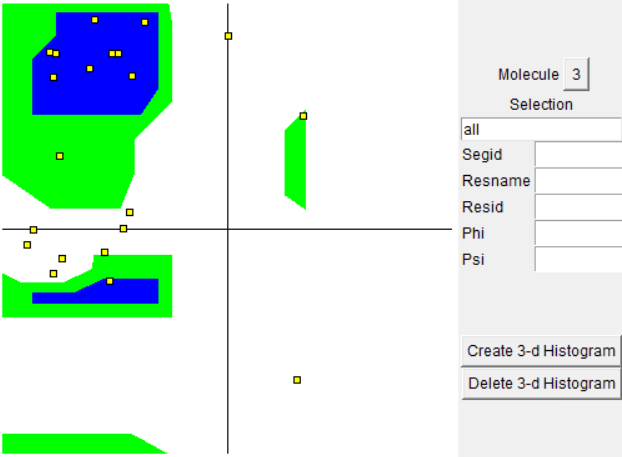 Molecule 3
Selection
all
Segid
Resname
Resid
Phi
Psi
Create 3-d Histogram
Delete 3-d Histogram